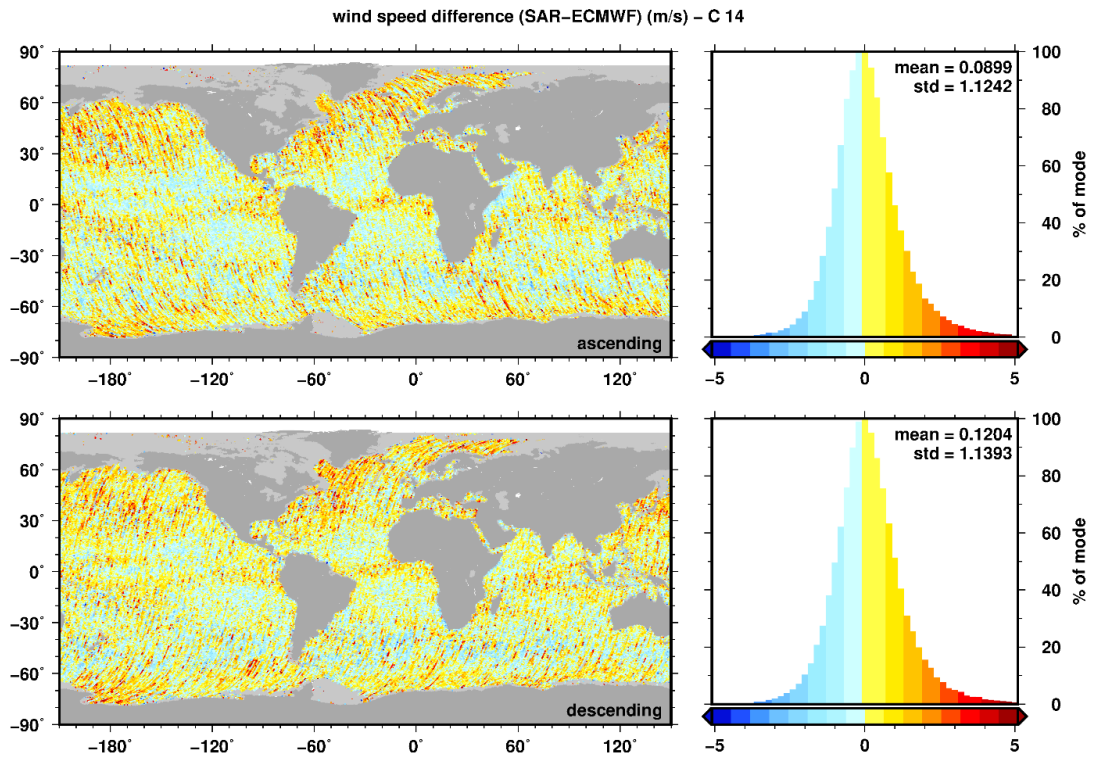 wind speed difference (SAR−ECMWF) (m/s) − C 14
90°
60°
30°
0°
−30°
−60°
−90°
ascending
−180° −120° −60° 0° 60° 120°
mean = 0.0899
std = 1.1242
100
80
60
40
20
0
% of mode
−5 0 5
90°
60°
30°
0°
−30°
−60°
−90°
descending
−180° −120° −60° 0° 60° 120°
mean = 0.1204
std = 1.1393
100
80
60
40
20
0
% of mode
−5 0 5